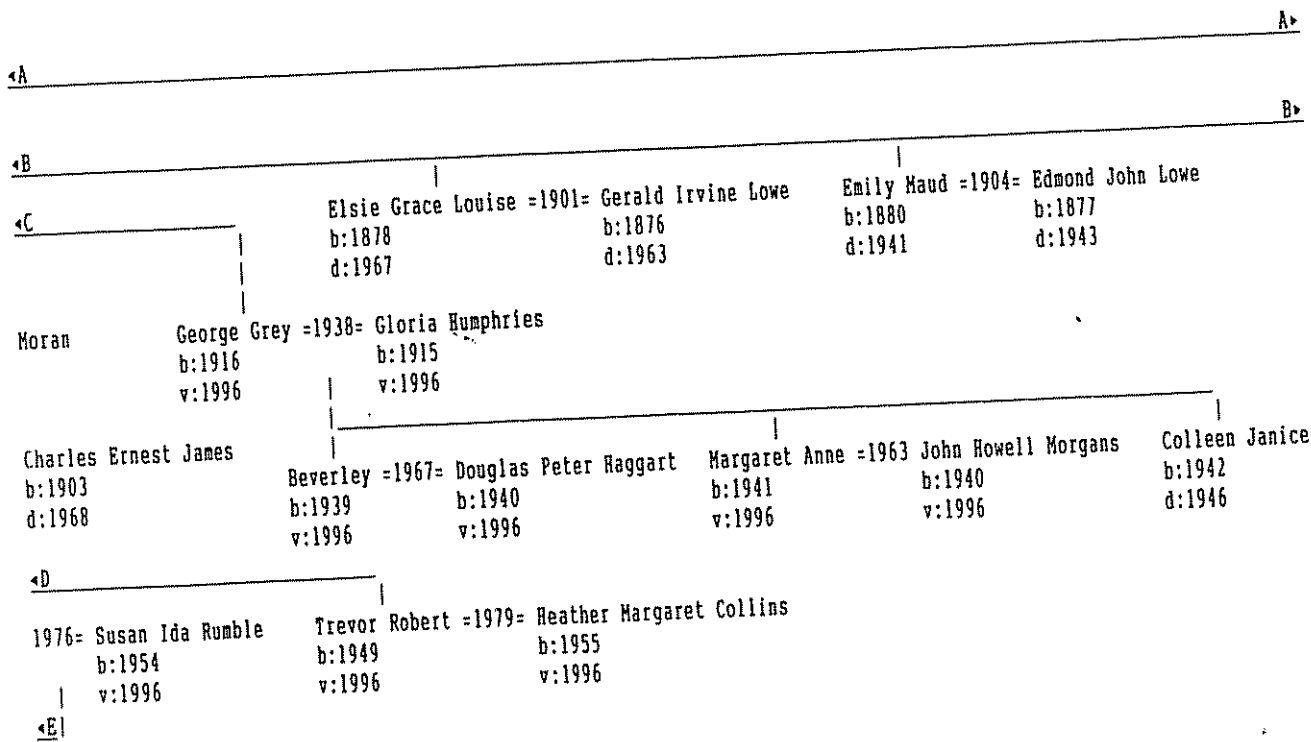 ◂A A▸
◂B B▸
Elsie Grace Louise =1901= Gerald Irvine Lowe Emily Maud =1904= Edmond John Lowe
◂C b:1878 b:1876 b:1880 b:1877
d:1967 d:1963 d:1941 d:1943
Moran George Grey =1938= Gloria Humphries
b:1916 b:1915
v:1996 v:1996
Charles Ernest James Beverley =1967= Douglas Peter Haggart Margaret Anne =1963 John Howell Morgans Colleen Janice
b:1903 b:1939 b:1940 b:1941 b:1940 b:1942
d:1968 v:1996 v:1996 v:1996 v:1996 d:1946
◂D
1976= Susan Ida Rumble Trevor Robert =1979= Heather Margaret Collins
b:1954 b:1949 b:1955
v:1996 v:1996 v:1996
◂E